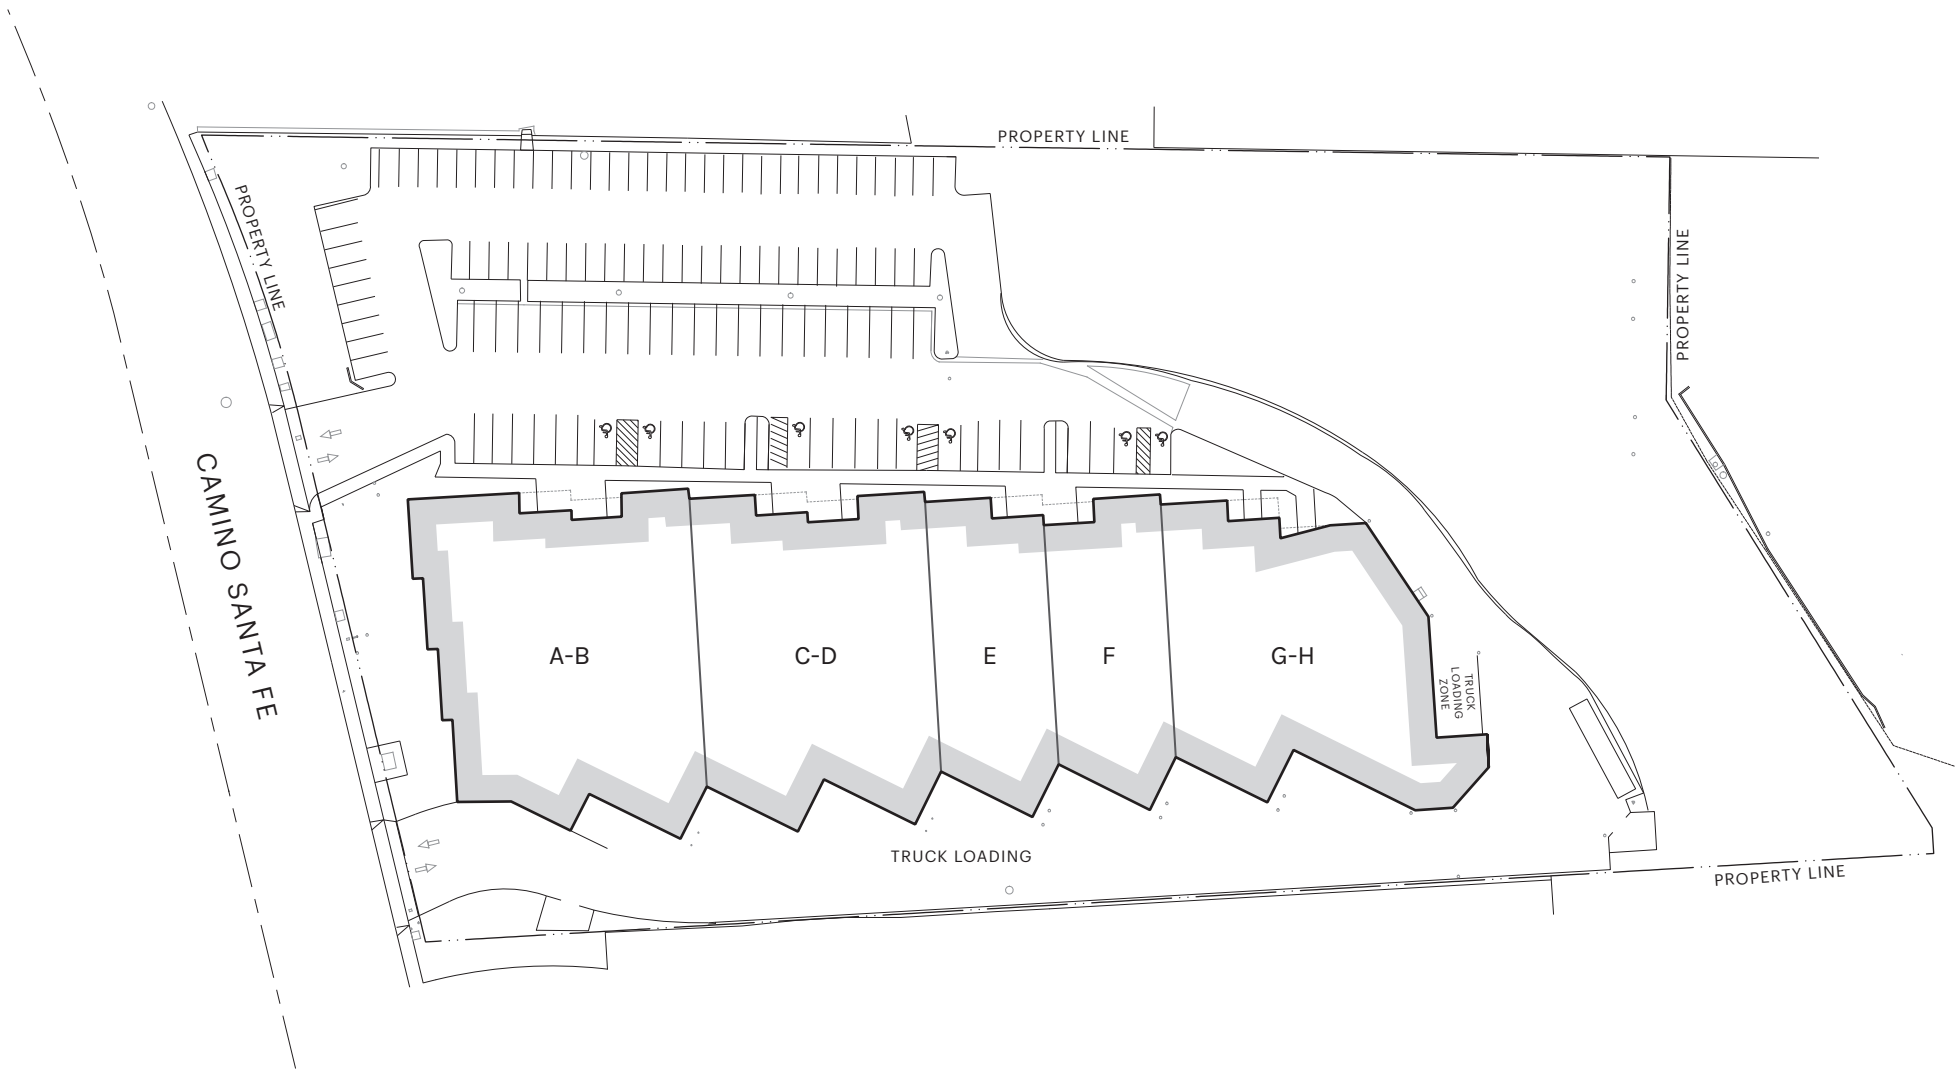 PROPERTY LINE
PROPERTY LINE
PROPERTY LINE
CAMINO SANTA FE
A-B
C-D
E
F
G-H
TRUCK
LOADING
ZONE
TRUCK LOADING
PROPERTY LINE